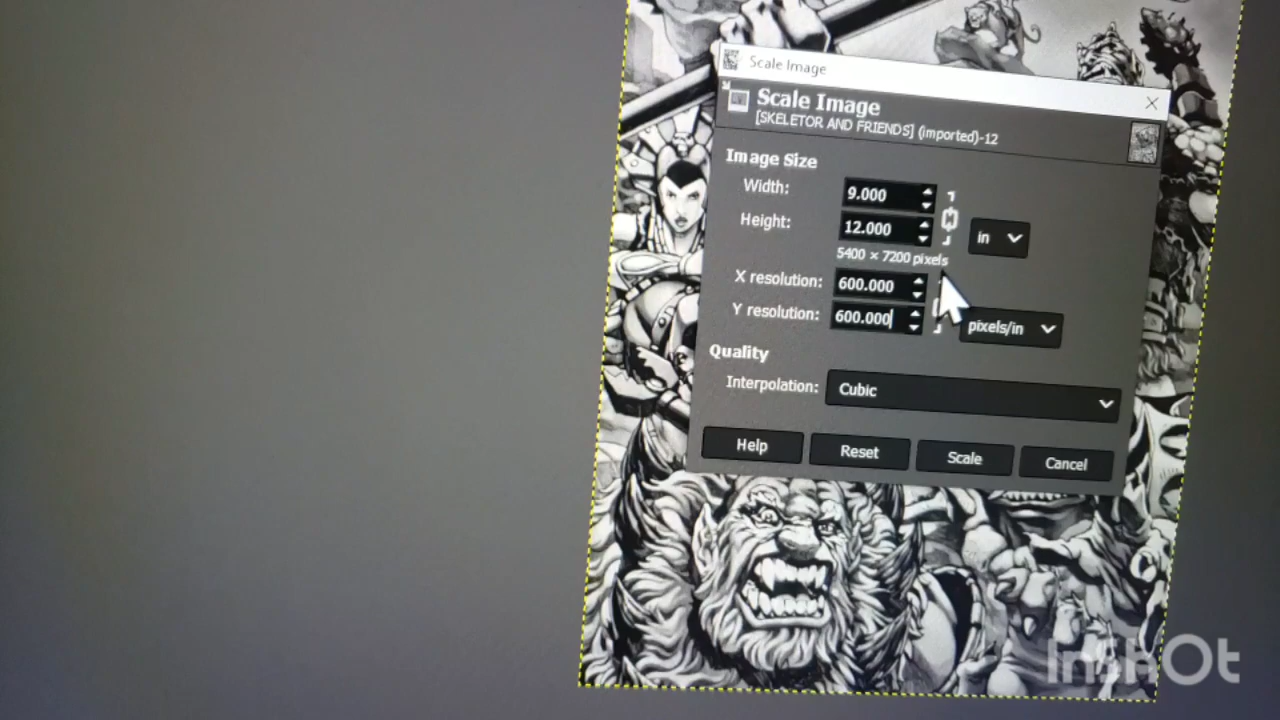 Scale Image
Scale Image
[SKELETOR AND FRIENDS] (imported)-12
Image Size
Width: 9.000
Height: 12.000 in
5400 × 7200 pixels
X resolution: 600.000
Y resolution: 600.000 pixels/in
Quality
Interpolation: Cubic
Help Reset Scale Cancel
InShOt